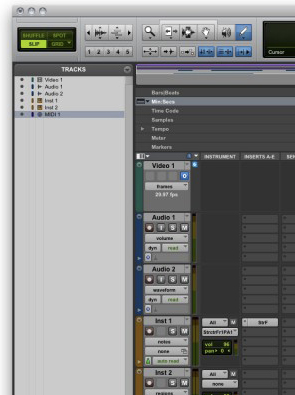 SHUFFLE SPOT
SLIP GRID
1 2 3 4 5
Cursor
TRACKS
Video 1
Audio 1
Audio 2
Inst 1
Inst 2
MIDI 1
Bars|Beats
Min:Secs
Time Code
Samples
Tempo
Meter
Markers
INSTRUMENT INSERTS A-E SEN
Video 1
frames
29.97 fps
Audio 1
I S M
volume
dyn read
Audio 2
I S M
waveform
dyn read
Inst 1 All M StrF
S M StrctrFr1PA1
notes vol 96
none pan> 0 <
auto read
Inst 2 All M
S M none
regions